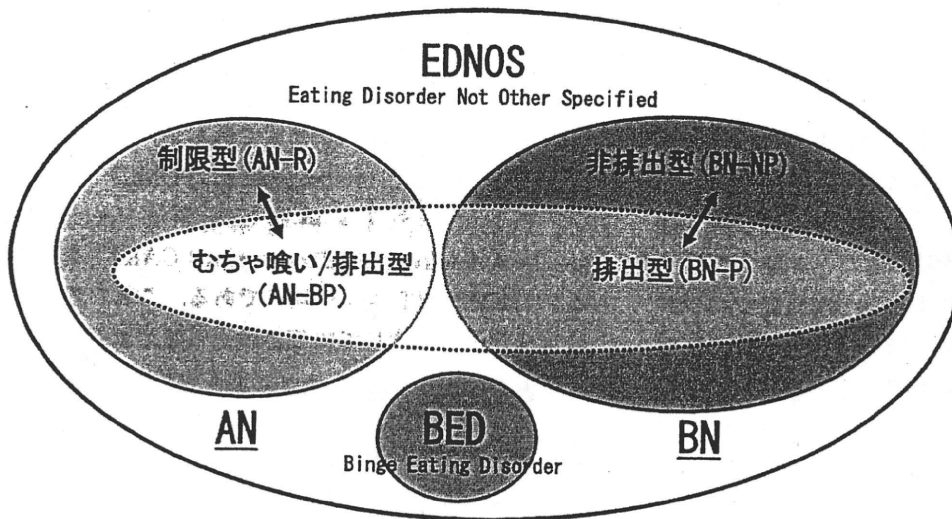 EDNOS
Eating Disorder Not Other Specified
制限型(AN-R)
非排出型(BN-NP)
むちゃ喰い/排出型
(AN-BP)
排出型(BN-P)
AN
BED
Binge Eating Disorder
BN